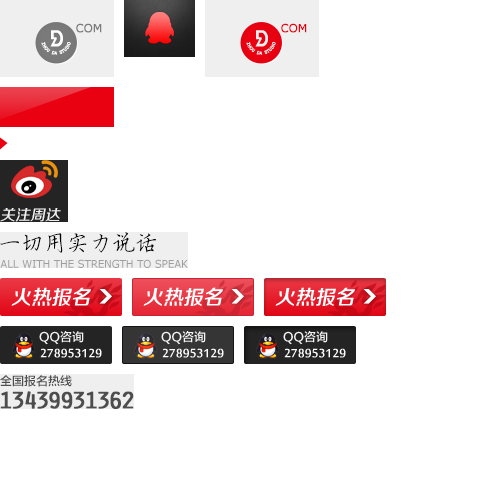 COM
COM
关注周达
一切用实力说话
ALL WITH THE STRENGTH TO SPEAK
火热报名
火热报名
火热报名
QQ咨询
278953129
QQ咨询
278953129
QQ咨询
278953129
全国报名热线
13439931362